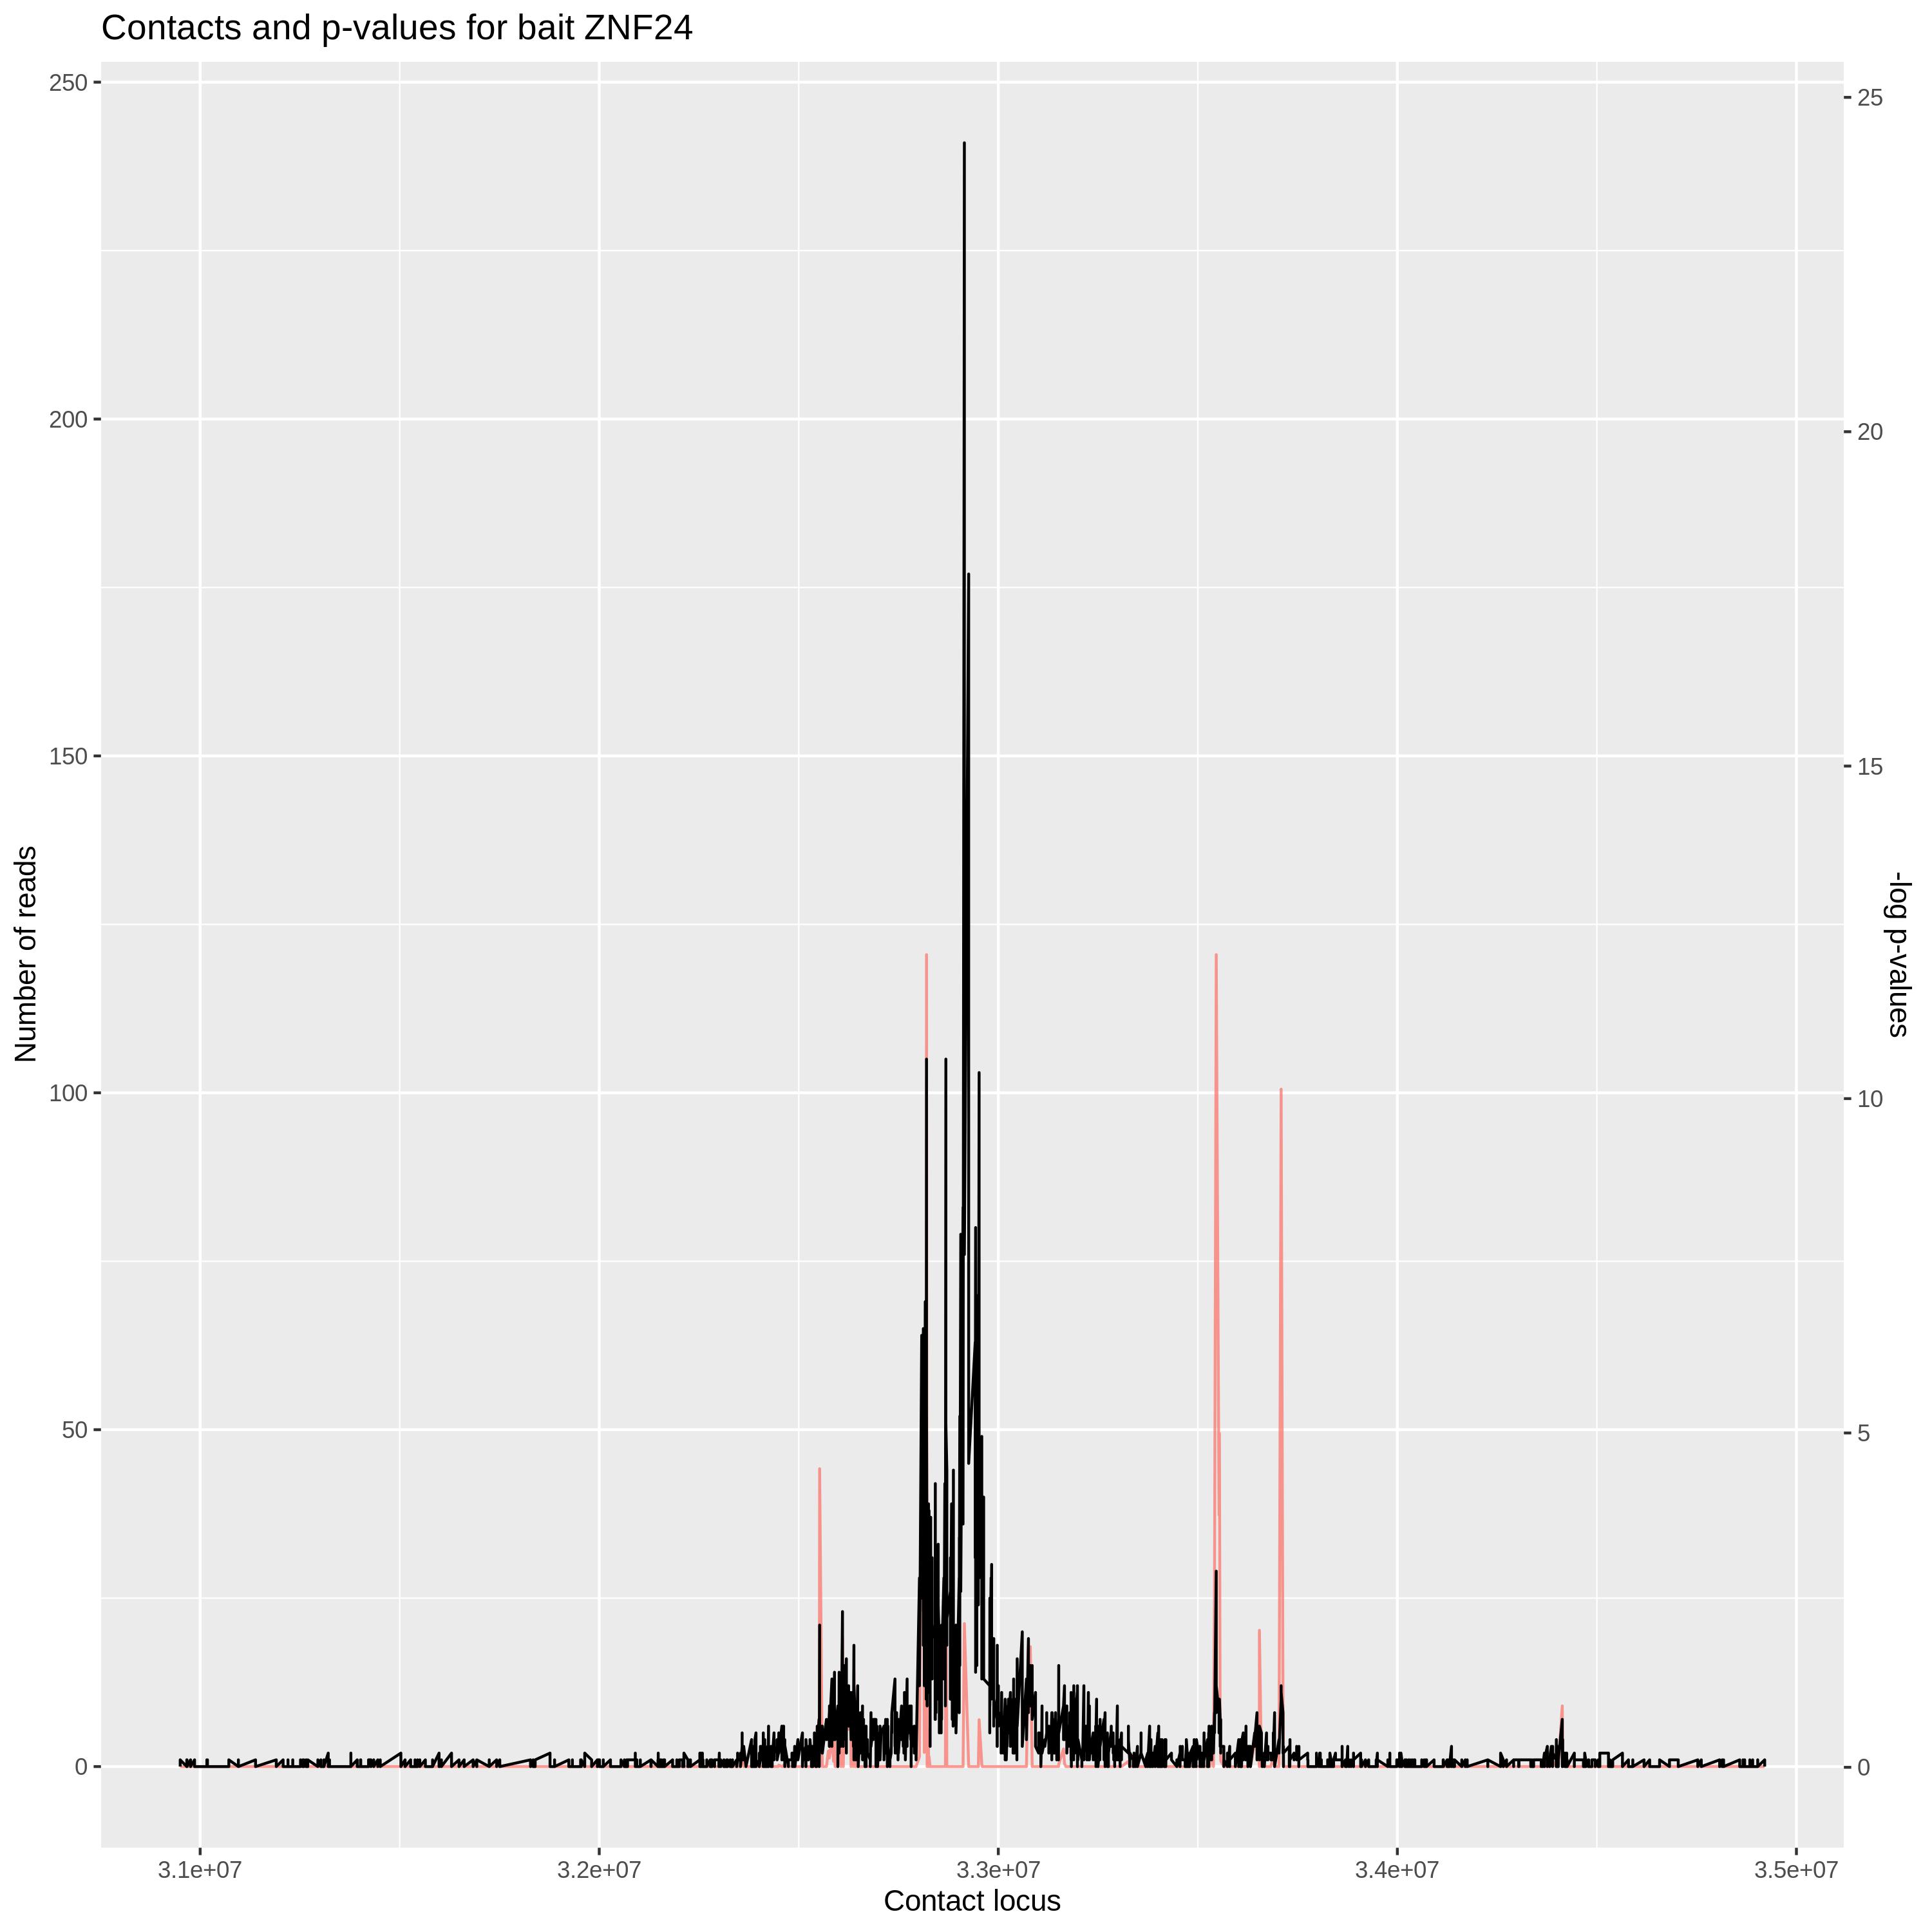 Contacts and p-values for bait ZNF24
250
200
150
100
50
0
Number of reads
25
20
15
10
5
0
-log p-values
3.1e+07 3.2e+07 3.3e+07 3.4e+07 3.5e+07
Contact locus